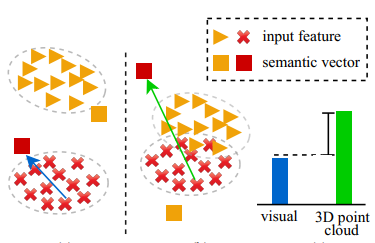 input feature
semantic vector
visual
3D point
cloud